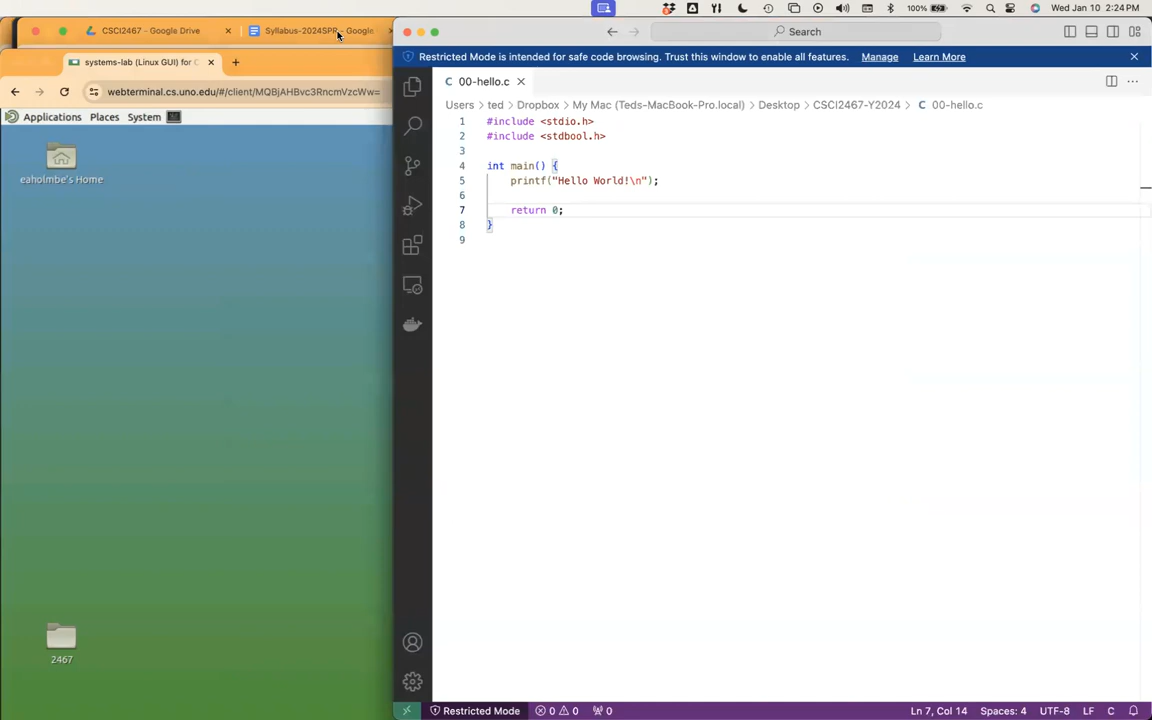 100% Wed Jan 10 2:24 PM
CSCI2467 – Google Drive
Syllabus-2024SPR - Google
Search
systems-lab (Linux GUI) for C
webterminal.cs.uno.edu/#/client/MQBjAHBvc3RncmVzcWw=
Applications Places System
eaholmbe's Home
2467
Restricted Mode is intended for safe code browsing. Trust this window to enable all features. Manage Learn More
00-hello.c
Users > ted > Dropbox > My Mac (Teds-MacBook-Pro.local) > Desktop > CSCI2467-Y2024 > C 00-hello.c
1 #include <stdio.h>
2 #include <stdbool.h>
3
4 int main() {
5 printf("Hello World!\n");
6
7 return 0;
8 }
9
Restricted Mode 0 0 0 Ln 7, Col 14 Spaces: 4 UTF-8 LF C